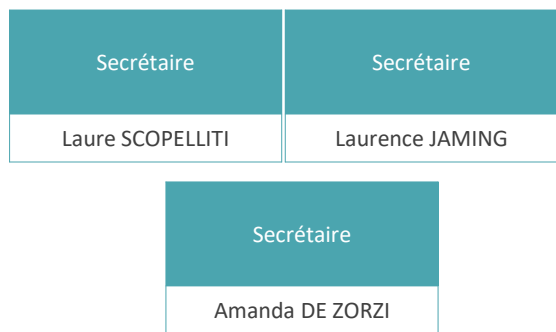 Secrétaire
Secrétaire
Laure SCOPELLITI
Laurence JAMING
Secrétaire
Amanda DE ZORZI